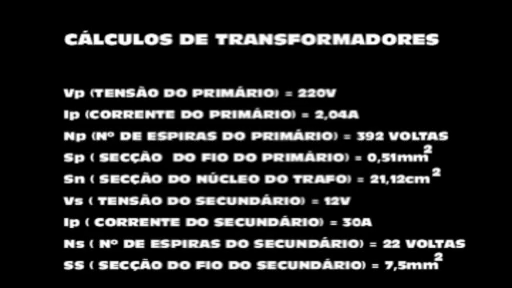 CÁLCULOS DE TRANSFORMADORES
Vp (TENSÃO DO PRIMÁRIO) = 220V
Ip (CORRENTE DO PRIMÁRIO) = 2,04A
Np (Nº DE ESPIRAS DO PRIMÁRIO) = 392 VOLTAS
Sp ( SECÇÃO DO FIO DO PRIMÁRIO) = 0,51mm²
Sn ( SECÇÃO DO NÚCLEO DO TRAFO) = 21,12cm²
Vs ( TENSÃO DO SECUNDÁRIO) = 12V
Ip ( CORRENTE DO SECUNDÁRIO) = 30A
Ns ( Nº DE ESPIRAS DO SECUNDÁRIO) = 22 VOLTAS
SS ( SECÇÃO DO FIO DO SECUNDÁRIO) = 7,5mm²